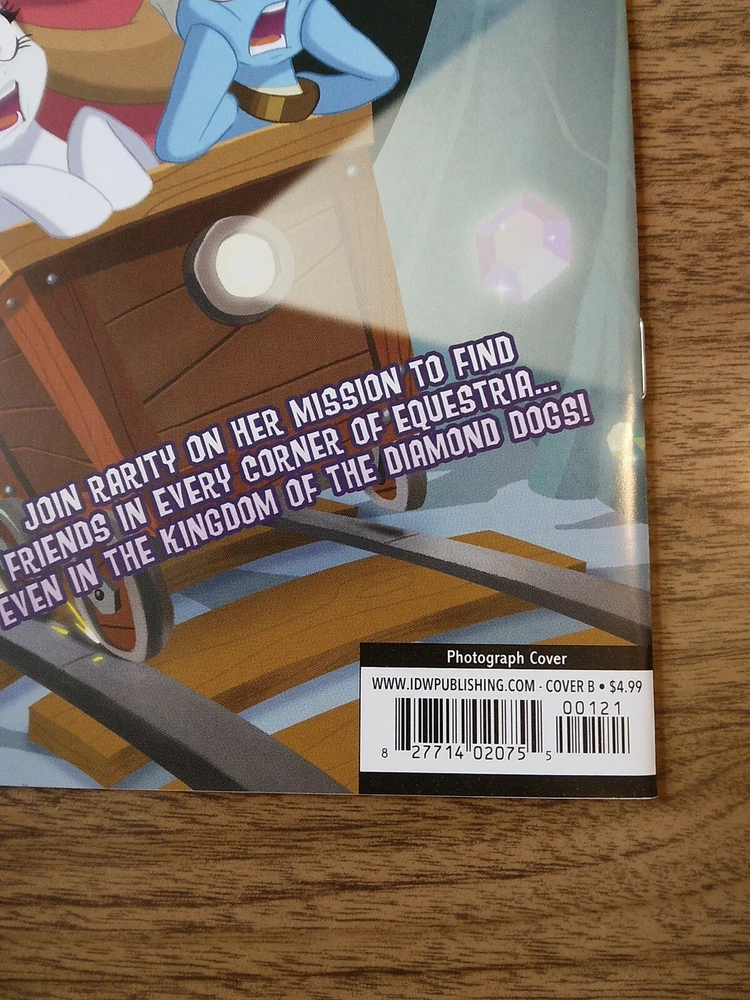 JOIN RARITY ON HER MISSION TO FIND
FRIENDS IN EVERY CORNER OF EQUESTRIA...
EVEN IN THE KINGDOM OF THE DIAMOND DOGS!
Photograph Cover
WWW.IDWPUBLISHING.COM - COVER B • $4.99
00121
8 27714 02075 5